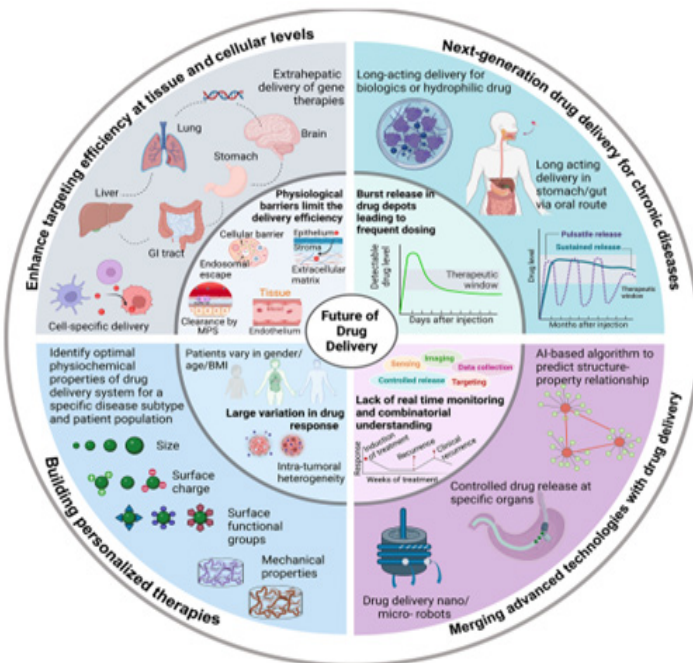 Enhance targeting efficiency at tissue and cellular levels
Extrahepatic
delivery of gene
therapies
Lung
Brain
Stomach
Liver
GI tract
Cell-specific delivery
Physiological
barriers limit the
delivery efficiency
Cellular barrier
Epithelium
Stroma
Endosomal
escape
Extracellular
matrix
Clearance by
MPS
Tissue
Endothelium
Next-generation drug delivery for chronic diseases
Long-acting delivery for
biologics or hydrophilic drug
Long acting
delivery in
stomach/gut
via oral route
Pulsatile release
Sustained release
Drug level
Therapeutic
window
Months after injection
Burst release in
drug depots
leading to
frequent dosing
Detectable
drug level
Therapeutic
window
Days after injection
Future of
Drug
Delivery
Building personalized therapies
Identify optimal
physiochemical
properties of drug
delivery system for a
specific disease subtype
and patient population
Size
Surface
charge
Surface
functional
groups
Mechanical
properties
Patients vary in gender/
age/BMI
Large variation in drug
response
Intra-tumoral
heterogeneity
Merging advanced technologies with drug delivery
Imaging
Sensing
Data collection
Controlled release
Targeting
Lack of real time monitoring
and combinatorial
understanding
Response
Induction of
treatment
Recurrence
Clinical
recurrence
Weeks of treatment
AI-based algorithm to
predict structure-
property relationship
Controlled drug release at
specific organs
Drug delivery nano/
micro- robots